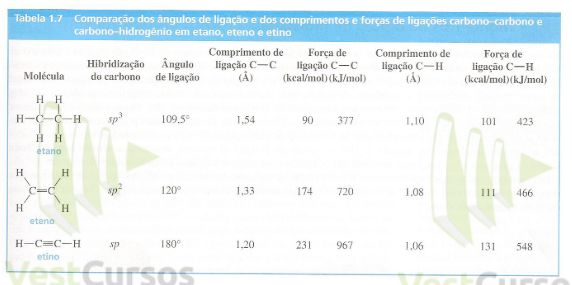 Tabela 1.7 Comparação dos ângulos de ligação e dos comprimentos e forças de ligações carbono–carbono e
carbono–hidrogênio em etano, eteno e etino
Molécula Hibridização do carbono Ângulo de ligação Comprimento de ligação C—C (Å) Força de ligação C—C (kcal/mol)(kJ/mol) Comprimento de ligação C—H (Å) Força de ligação C—H (kcal/mol)(kJ/mol)
H H
H—C—C—H sp³ 109.5° 1,54 90 377 1,10 101 423
H H
etano
H H
C=C sp² 120° 1,33 174 720 1,08 111 466
H H
eteno
H—C≡C—H sp 180° 1,20 231 967 1,06 131 548
etino
VestCursos VestCursos